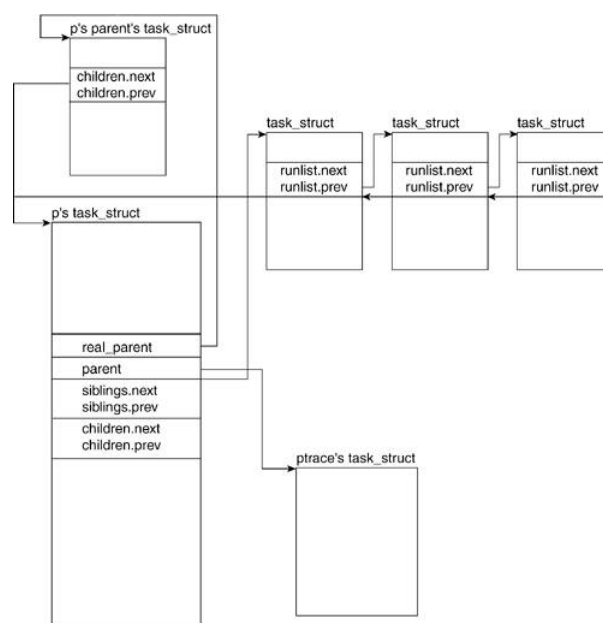 p's parent's task_struct
children.next
children.prev
task_struct
task_struct
task_struct
runlist.next
runlist.prev
runlist.next
runlist.prev
runlist.next
runlist.prev
p's task_struct
real_parent
parent
siblings.next
siblings.prev
children.next
children.prev
ptrace's task_struct